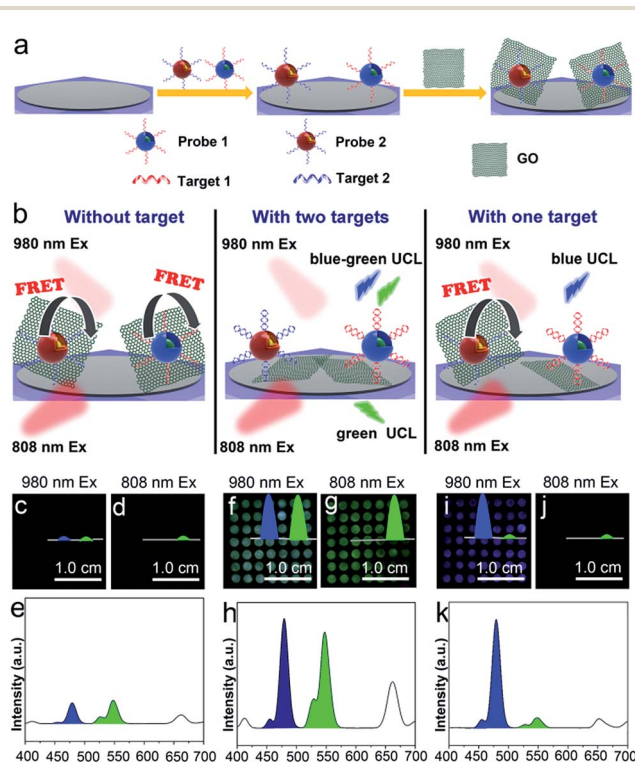 a
Probe 1
Probe 2
GO
Target 1
Target 2
b
Without target
With two targets
With one target
980 nm Ex
980 nm Ex
980 nm Ex
blue-green UCL
blue UCL
FRET
FRET
FRET
808 nm Ex
808 nm Ex
green UCL
808 nm Ex
980 nm Ex
808 nm Ex
980 nm Ex
808 nm Ex
980 nm Ex
808 nm Ex
c
d
f
g
i
j
1.0 cm
1.0 cm
1.0 cm
1.0 cm
1.0 cm
1.0 cm
e
h
k
Intensity (a.u.)
Intensity (a.u.)
Intensity (a.u.)
400 450 500 550 600 650 700
400 450 500 550 600 650 700
400 450 500 550 600 650 700